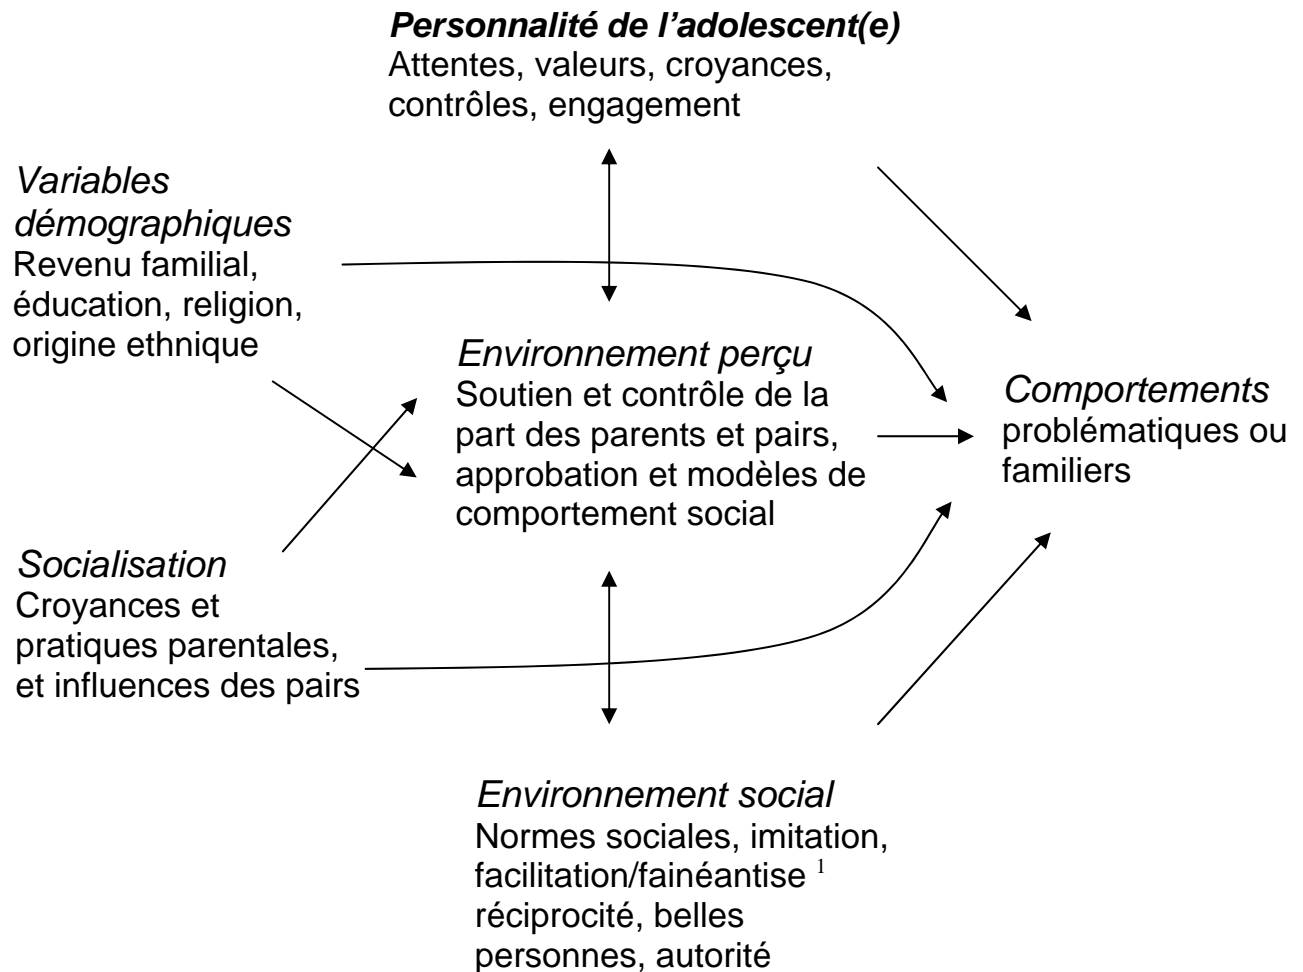 Personnalité de l’adolescent(e)
Attentes, valeurs, croyances,
contrôles, engagement
Variables
démographiques
Revenu familial,
éducation, religion,
origine ethnique
Environnement perçu
Soutien et contrôle de la
part des parents et pairs,
approbation et modèles de
comportement social
Comportements
problématiques ou
familiers
Socialisation
Croyances et
pratiques parentales,
et influences des pairs
Environnement social
Normes sociales, imitation,
facilitation/fainéantise 1
réciprocité, belles
personnes, autorité